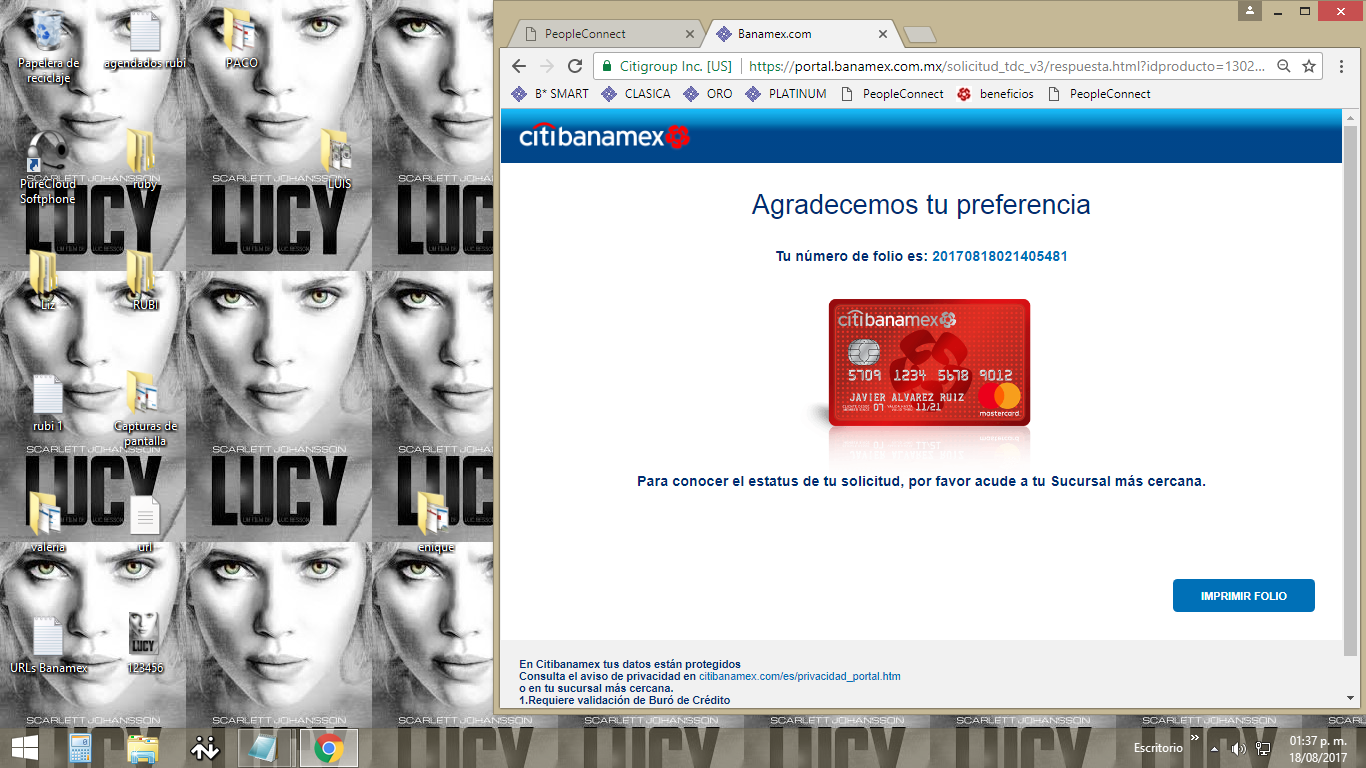 Papelera de
reciclaje
agendados rubi
PACO
PureCloud
Softphone
ruby
LUIS
Liz
RUBI
rubi 1
Capturas de
pantalla
valeria
url
enique
URLs Banamex
123456
SCARLETT JOHANSSON
LUCY
UN FILM DE LUC BESSON
PeopleConnect
Banamex.com
Citigroup Inc. [US]
https://portal.banamex.com.mx/solicitud_tdc_v3/respuesta.html?idproducto=1302...
B* SMART
CLASICA
ORO
PLATINUM
PeopleConnect
beneficios
PeopleConnect
citibanamex
Agradecemos tu preferencia
Tu número de folio es: 20170818021405481
citibanamex
5709 1234 5678 9012
JAVIER ALVAREZ RUIZ
07 11/21
mastercard
Para conocer el estatus de tu solicitud, por favor acude a tu Sucursal más cercana.
IMPRIMIR FOLIO
En Citibanamex tus datos están protegidos
Consulta el aviso de privacidad en citibanamex.com/es/privacidad_portal.htm
o en tu sucursal más cercana.
1.Requiere validación de Buró de Crédito
Escritorio
01:37 p. m.
18/08/2017